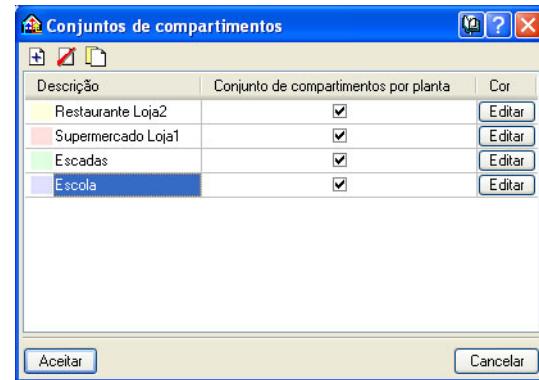 Conjuntos de compartimentos
Descrição Conjunto de compartimentos por planta Cor
Restaurante Loja2 Editar
Supermercado Loja1 Editar
Escadas Editar
Escola Editar
Aceitar Cancelar